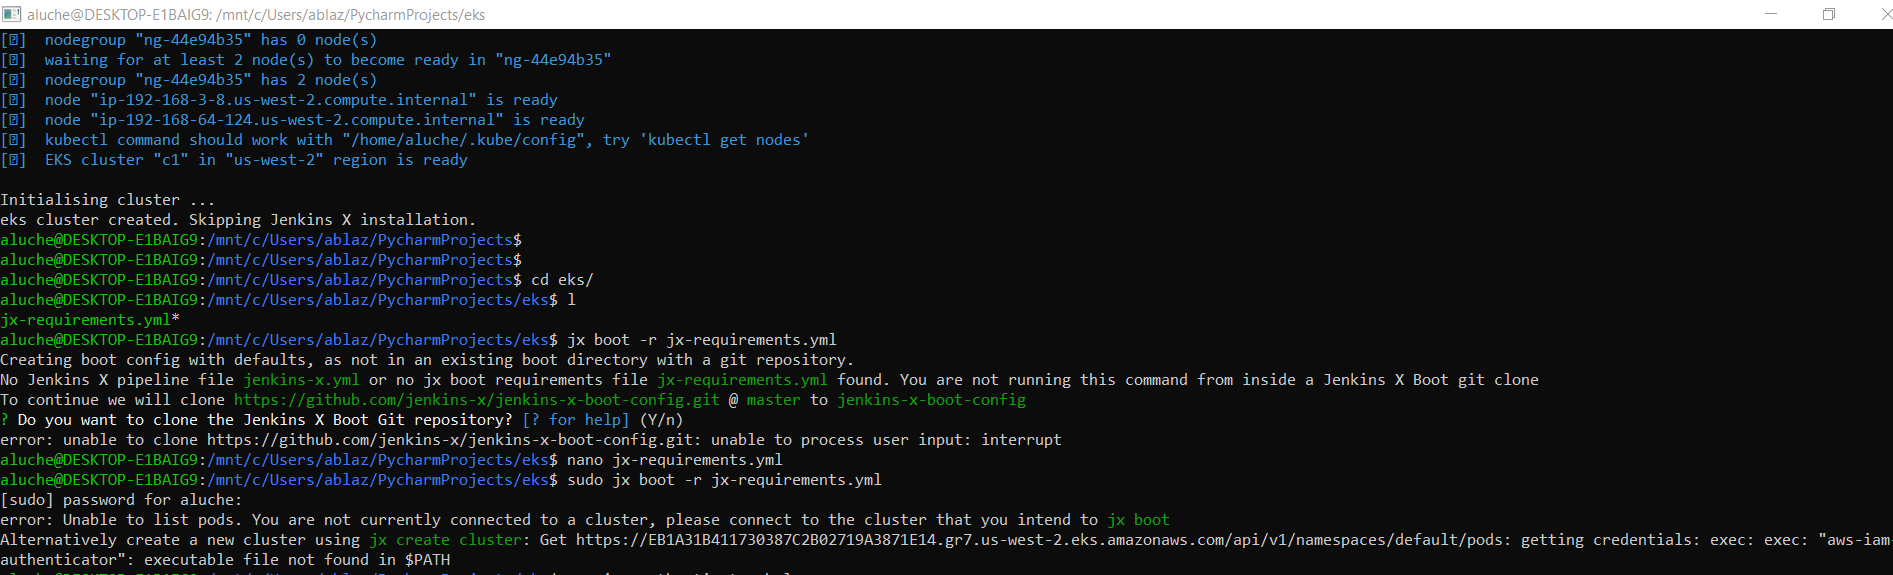 aluche@DESKTOP-E1BAIG9: /mnt/c/Users/ablaz/PycharmProjects/eks
[?]  nodegroup "ng-44e94b35" has 0 node(s)
[?]  waiting for at least 2 node(s) to become ready in "ng-44e94b35"
[?]  nodegroup "ng-44e94b35" has 2 node(s)
[?]  node "ip-192-168-3-8.us-west-2.compute.internal" is ready
[?]  node "ip-192-168-64-124.us-west-2.compute.internal" is ready
[?]  kubectl command should work with "/home/aluche/.kube/config", try 'kubectl get nodes'
[?]  EKS cluster "c1" in "us-west-2" region is ready
Initialising cluster ...
eks cluster created. Skipping Jenkins X installation.
aluche@DESKTOP-E1BAIG9:/mnt/c/Users/ablaz/PycharmProjects$
aluche@DESKTOP-E1BAIG9:/mnt/c/Users/ablaz/PycharmProjects$
aluche@DESKTOP-E1BAIG9:/mnt/c/Users/ablaz/PycharmProjects$ cd eks/
aluche@DESKTOP-E1BAIG9:/mnt/c/Users/ablaz/PycharmProjects/eks$ l
jx-requirements.yml*
aluche@DESKTOP-E1BAIG9:/mnt/c/Users/ablaz/PycharmProjects/eks$ jx boot -r jx-requirements.yml
Creating boot config with defaults, as not in an existing boot directory with a git repository.
No Jenkins X pipeline file jenkins-x.yml or no jx boot requirements file jx-requirements.yml found. You are not running this command from inside a Jenkins X Boot git clone
To continue we will clone https://github.com/jenkins-x/jenkins-x-boot-config.git @ master to jenkins-x-boot-config
? Do you want to clone the Jenkins X Boot Git repository? [? for help] (Y/n)
error: unable to clone https://github.com/jenkins-x/jenkins-x-boot-config.git: unable to process user input: interrupt
aluche@DESKTOP-E1BAIG9:/mnt/c/Users/ablaz/PycharmProjects/eks$ nano jx-requirements.yml
aluche@DESKTOP-E1BAIG9:/mnt/c/Users/ablaz/PycharmProjects/eks$ sudo jx boot -r jx-requirements.yml
[sudo] password for aluche:
error: Unable to list pods. You are not currently connected to a cluster, please connect to the cluster that you intend to jx boot
Alternatively create a new cluster using jx create cluster: Get https://EB1A31B411730387C2B02719A3871E14.gr7.us-west-2.eks.amazonaws.com/api/v1/namespaces/default/pods: getting credentials: exec: exec: "aws-iam-
authenticator": executable file not found in $PATH